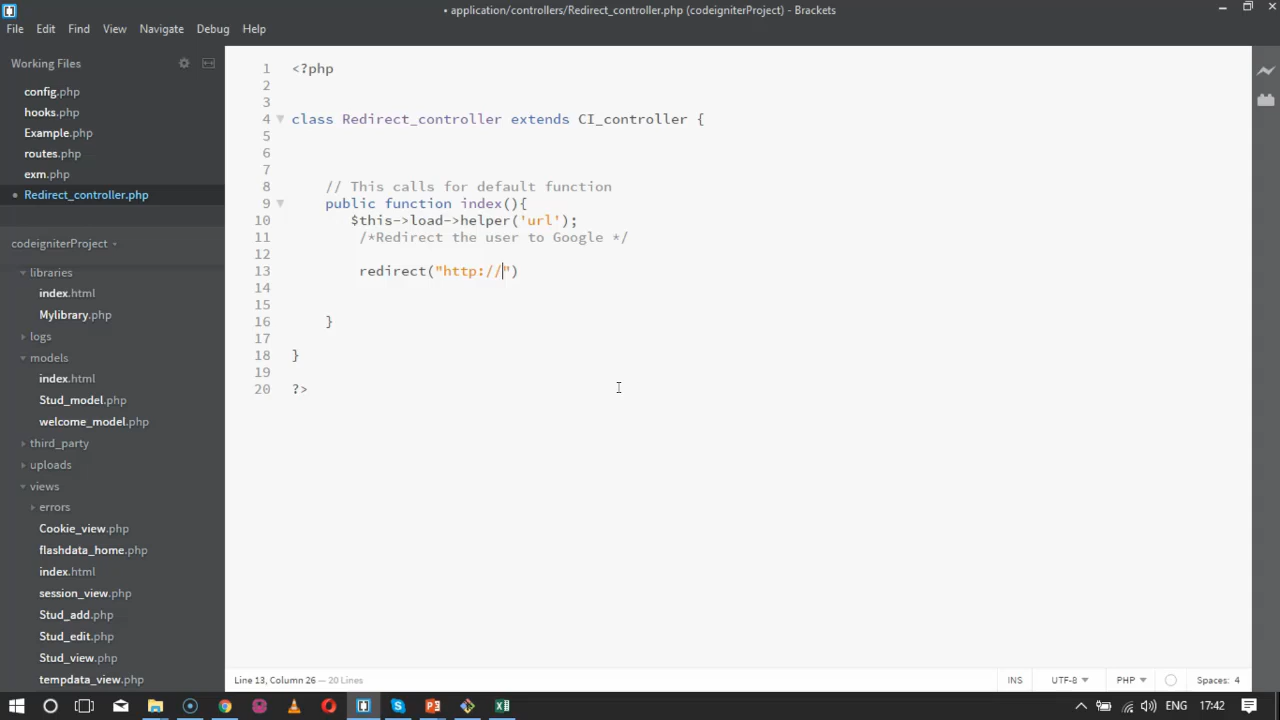 • application/controllers/Redirect_controller.php (codeigniterProject) - Brackets
File Edit Find View Navigate Debug Help
Working Files
config.php
hooks.php
Example.php
routes.php
exm.php
Redirect_controller.php
codeigniterProject
libraries
index.html
Mylibrary.php
logs
models
index.html
Stud_model.php
welcome_model.php
third_party
uploads
views
errors
Cookie_view.php
flashdata_home.php
index.html
session_view.php
Stud_add.php
Stud_edit.php
Stud_view.php
tempdata_view.php
1 <?php
2
3
4 class Redirect_controller extends CI_controller {
5
6
7
8 // This calls for default function
9 public function index(){
10 $this->load->helper('url');
11 /*Redirect the user to Google */
12
13 redirect("http://")
14
15
16 }
17
18 }
19
20 ?>
Line 13, Column 26 — 20 Lines
INS UTF-8 PHP Spaces: 4
ENG 17:42